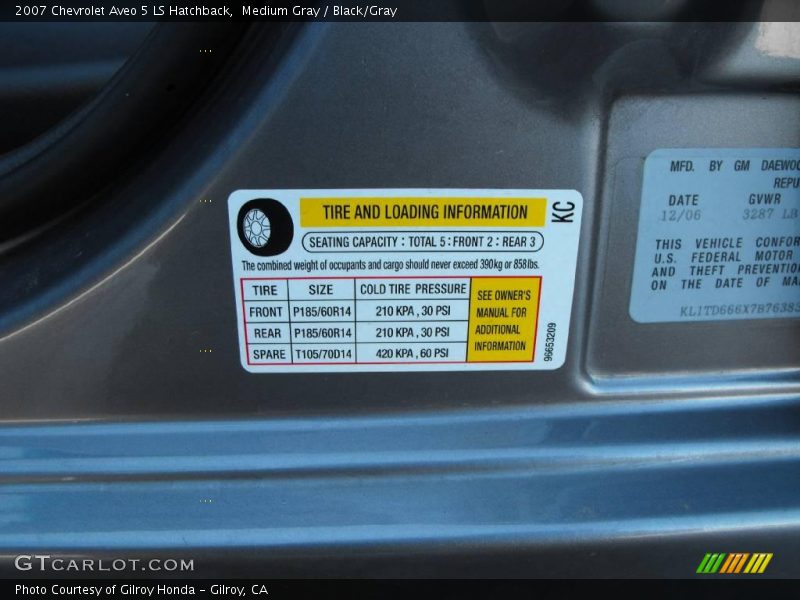 2007 Chevrolet Aveo 5 LS Hatchback, Medium Gray / Black/Gray
TIRE AND LOADING INFORMATION
KC
SEATING CAPACITY : TOTAL 5 : FRONT 2 : REAR 3
The combined weight of occupants and cargo should never exceed 390kg or 858lbs.
TIRE SIZE COLD TIRE PRESSURE
FRONT P185/60R14 210 KPA , 30 PSI
REAR P185/60R14 210 KPA , 30 PSI
SPARE T105/70D14 420 KPA , 60 PSI
SEE OWNER'S
MANUAL FOR
ADDITIONAL
INFORMATION
96653209
MFD. BY GM DAEWOO
REPU
DATE GVWR
12/06 3287 LB
THIS VEHICLE CONFOR
U.S. FEDERAL MOTOR
AND THEFT PREVENTION
ON THE DATE OF MA
KL1TD666X7B76385
GTCARLOT.COM
Photo Courtesy of Gilroy Honda - Gilroy, CA